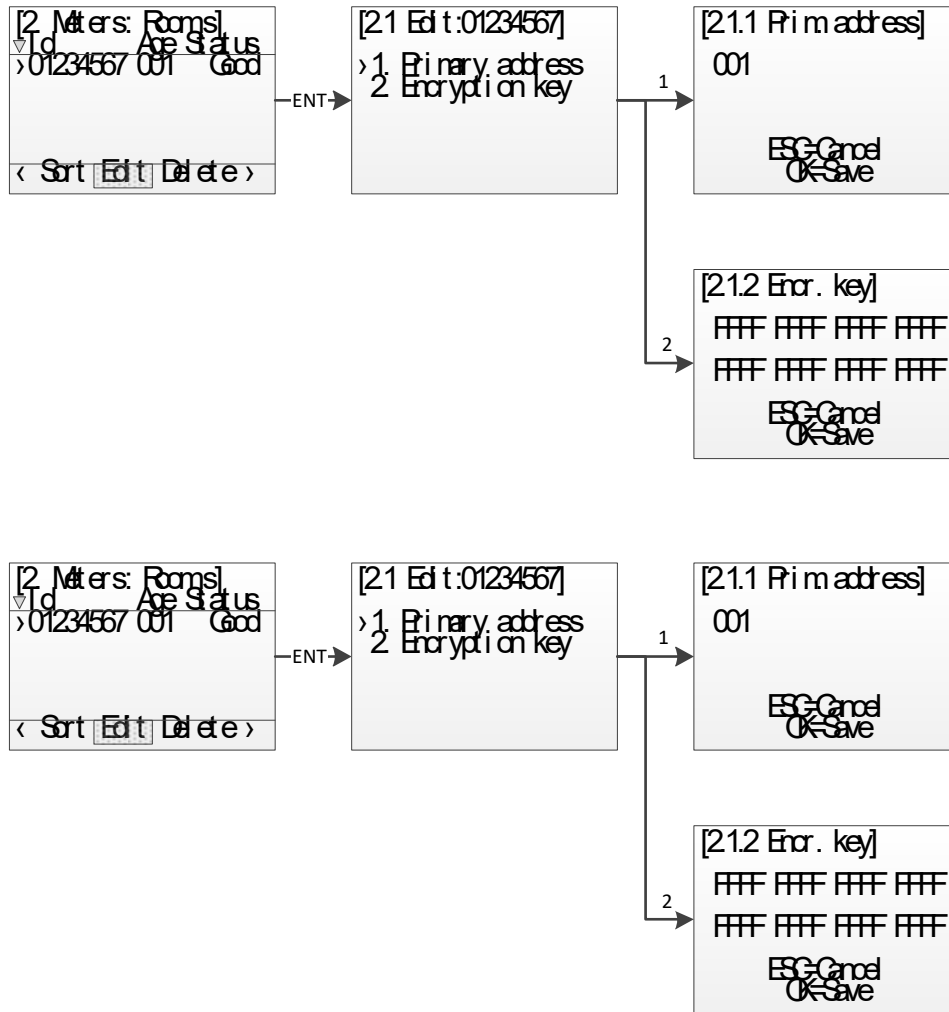 [2 Meters: Rooms]
Id Age Status
›01234567 001 Good
‹ Sort Edit Delete ›
ENT
[2.1 Edit:01234567]
›1. Primary address
2. Encryption key
1
[2.1.1 Prim.address]
001
ESC=Cancel
OK=Save
2
[2.1.2 Encr. key]
FFFF FFFF FFFF FFFF
FFFF FFFF FFFF FFFF
ESC=Cancel
OK=Save
[2 Meters: Rooms]
Id Age Status
›01234567 001 Good
‹ Sort Edit Delete ›
ENT
[2.1 Edit:01234567]
›1. Primary address
2. Encryption key
1
[2.1.1 Prim.address]
001
ESC=Cancel
OK=Save
2
[2.1.2 Encr. key]
FFFF FFFF FFFF FFFF
FFFF FFFF FFFF FFFF
ESC=Cancel
OK=Save